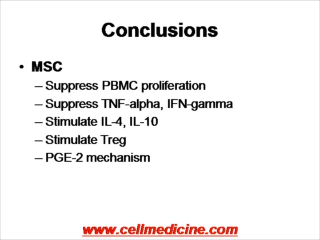 Conclusions
• MSC
– Suppress PBMC proliferation
– Suppress TNF-alpha, IFN-gamma
– Stimulate IL-4, IL-10
– Stimulate Treg
– PGE-2 mechanism
www.cellmedicine.com